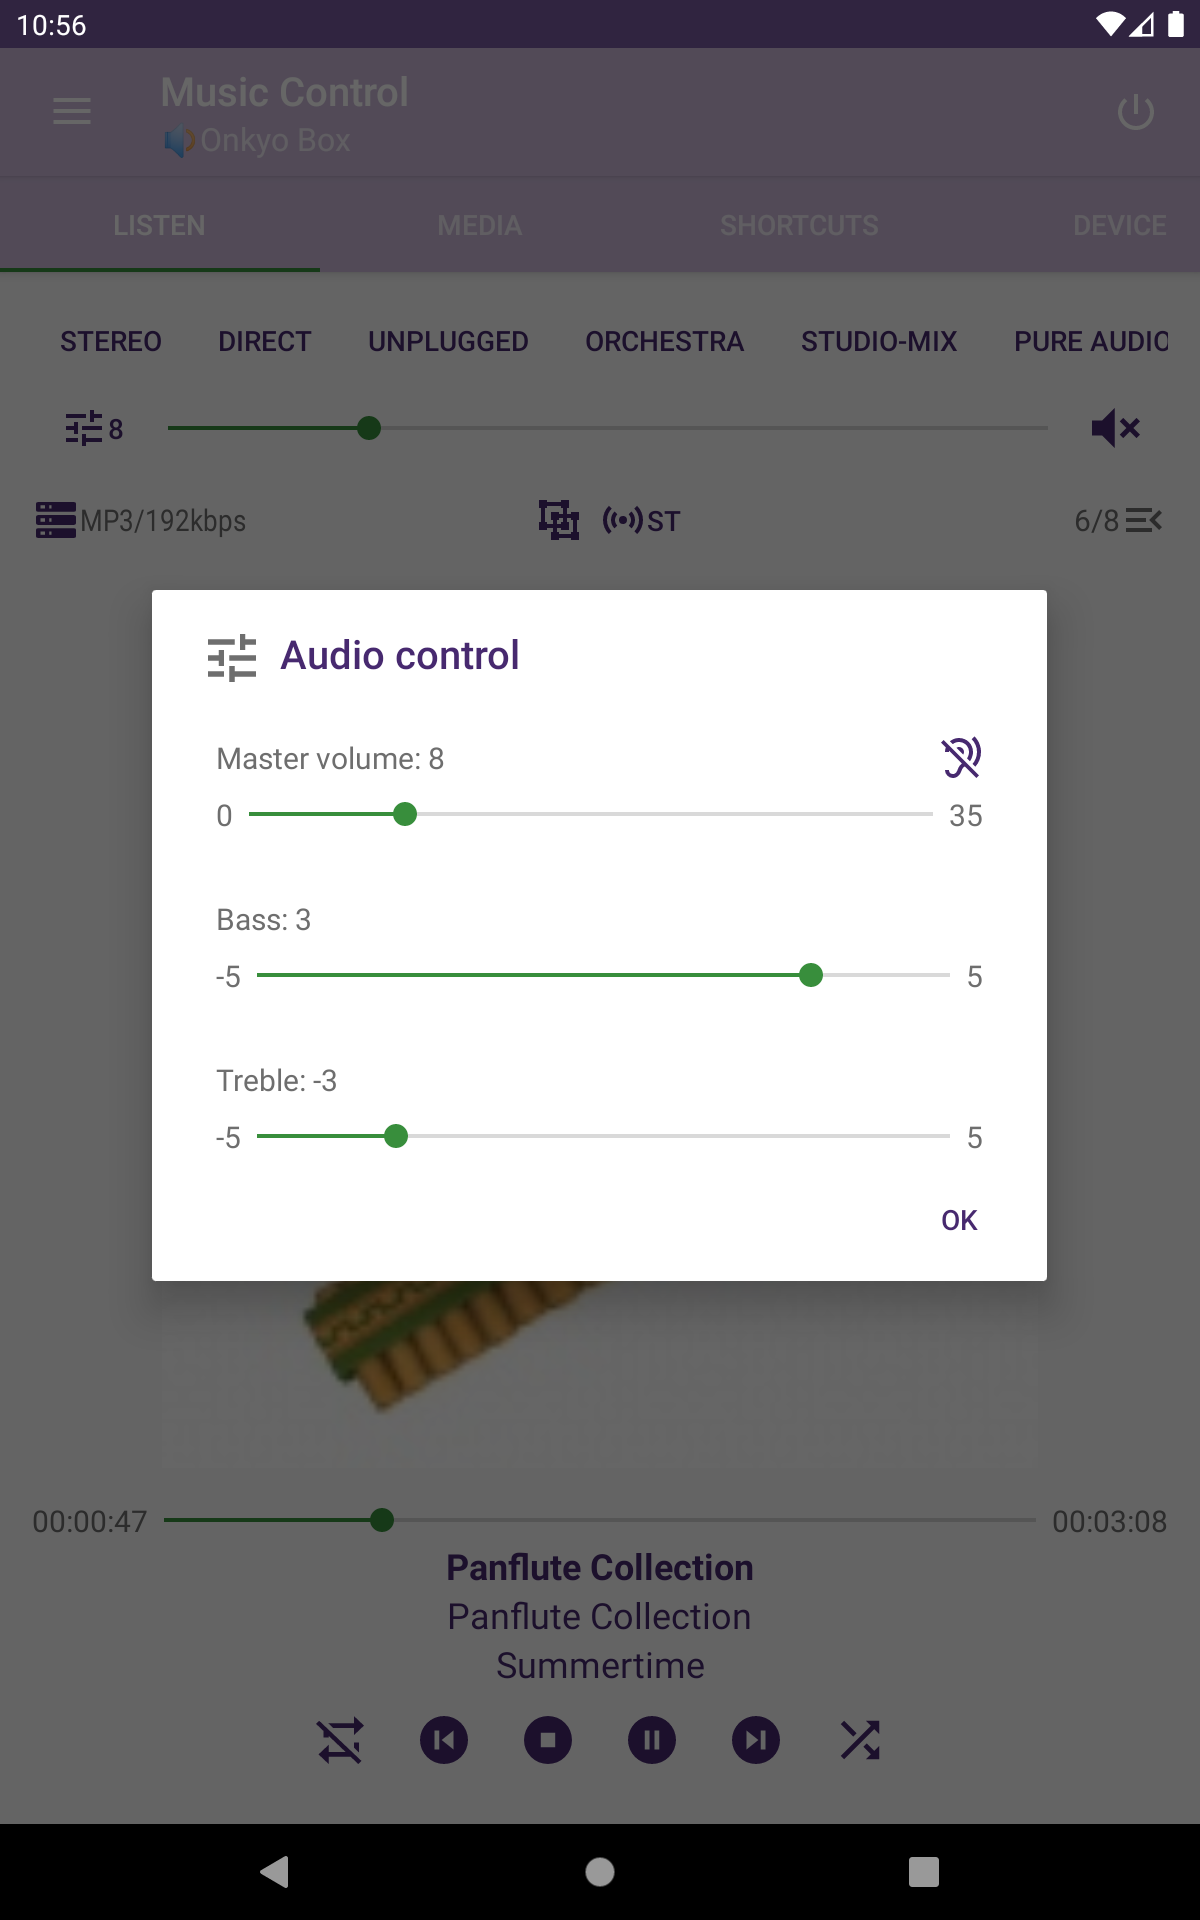 10:56
Music Control
Onkyo Box
LISTEN MEDIA SHORTCUTS DEVICE
STEREO DIRECT UNPLUGGED ORCHESTRA STUDIO-MIX PURE AUDIO
8
MP3/192kbps ST 6/8
Audio control
Master volume: 8
0 35
Bass: 3
-5 5
Treble: -3
-5 5
OK
00:00:47 00:03:08
Panflute Collection
Panflute Collection
Summertime